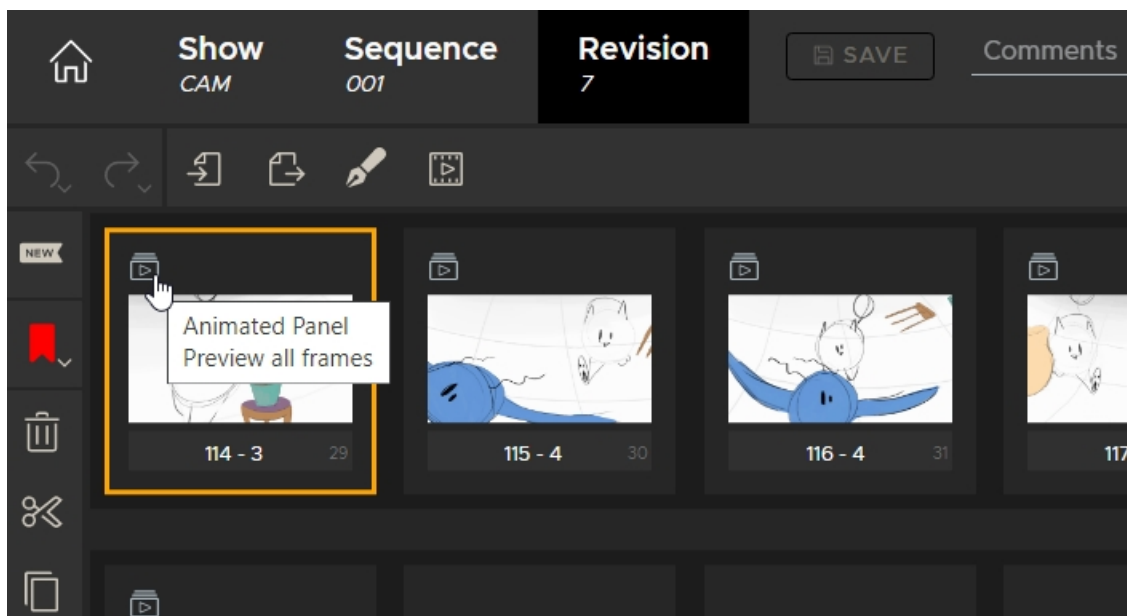 Show
CAM
Sequence
001
Revision
7
SAVE
Comments
NEW
Animated Panel
Preview all frames
114 - 3
29
115 - 4
30
116 - 4
31
117